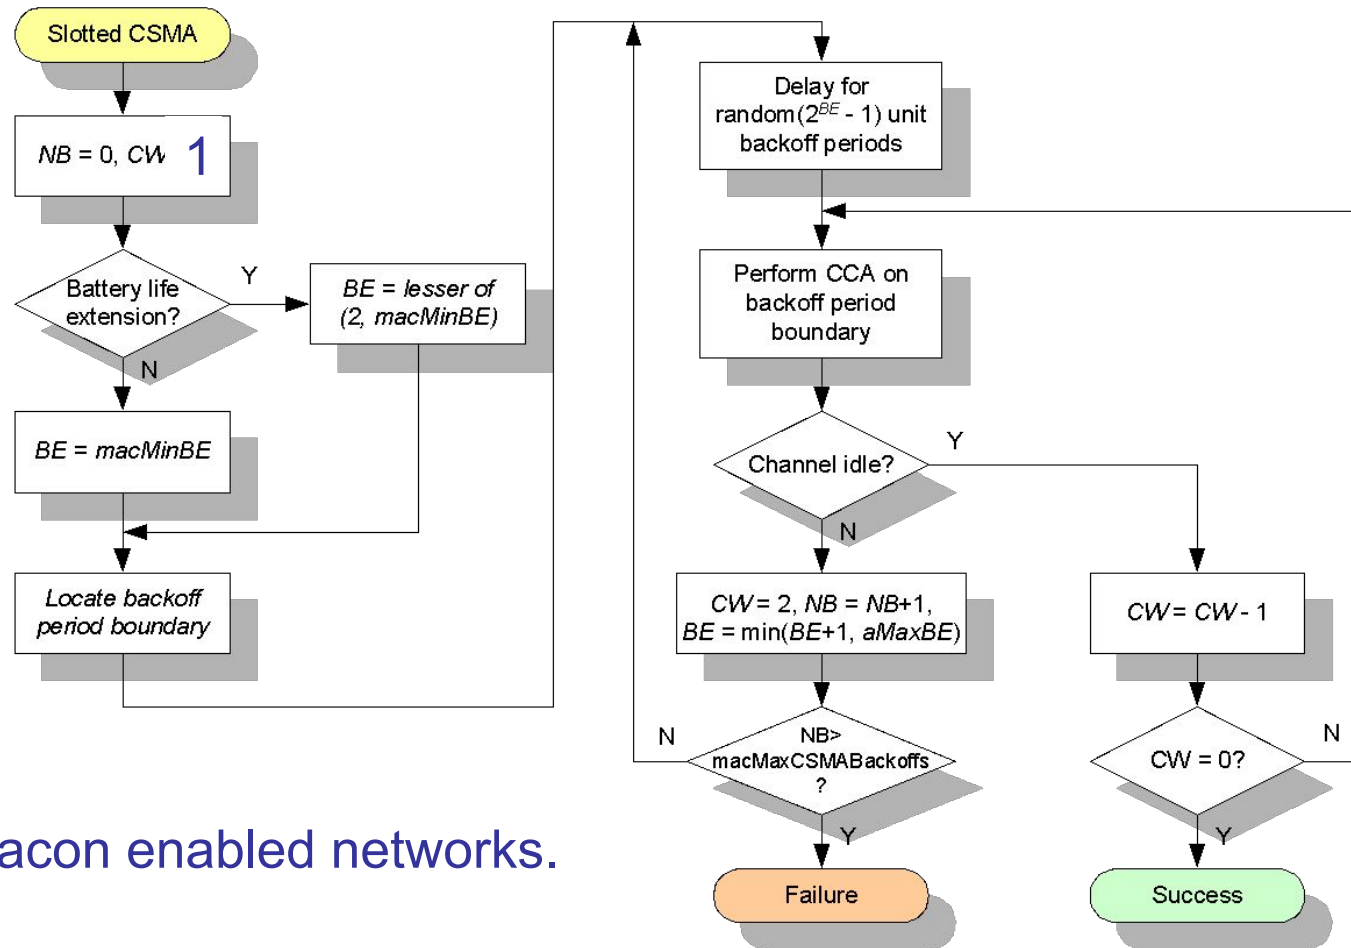 Slotted CSMA
NB = 0, CW 1
Battery life
extension?
Y
BE = lesser of
(2, macMinBE)
N
BE = macMinBE
Locate backoff
period boundary
Delay for
random(2^BE - 1) unit
backoff periods
Perform CCA on
backoff period
boundary
Channel idle?
Y
N
CW = 2, NB = NB+1,
BE = min(BE+1, aMaxBE)
CW = CW - 1
NB>
macMaxCSMABackoffs
?
N
Y
CW = 0?
N
Y
Failure
Success
acon enabled networks.